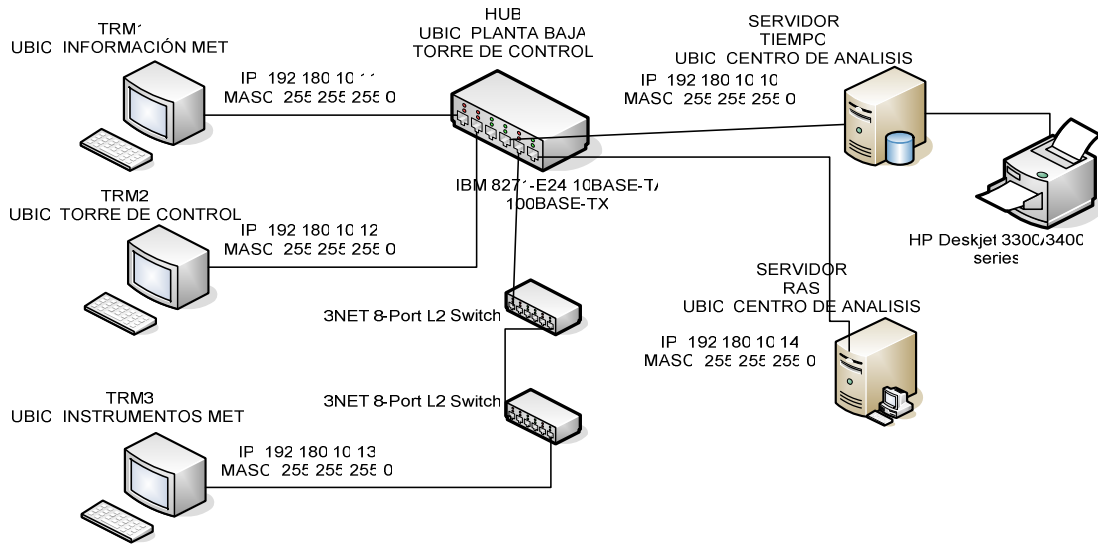 TRM1
UBIC INFORMACIÓN MET
IP 192 180 10 11
MASC 255 255 255 0
HUB
UBIC PLANTA BAJA
TORRE DE CONTROL
IBM 8271-E24 10BASE-T/
100BASE-TX
SERVIDOR
TIEMPO
UBIC CENTRO DE ANALISIS
IP 192 180 10 10
MASC 255 255 255 0
HP Deskjet 3300/3400
series
TRM2
UBIC TORRE DE CONTROL
IP 192 180 10 12
MASC 255 255 255 0
3NET 8-Port L2 Switch
SERVIDOR
RAS
UBIC CENTRO DE ANALISIS
IP 192 180 10 14
MASC 255 255 255 0
TRM3
UBIC INSTRUMENTOS MET
IP 192 180 10 13
MASC 255 255 255 0
3NET 8-Port L2 Switch